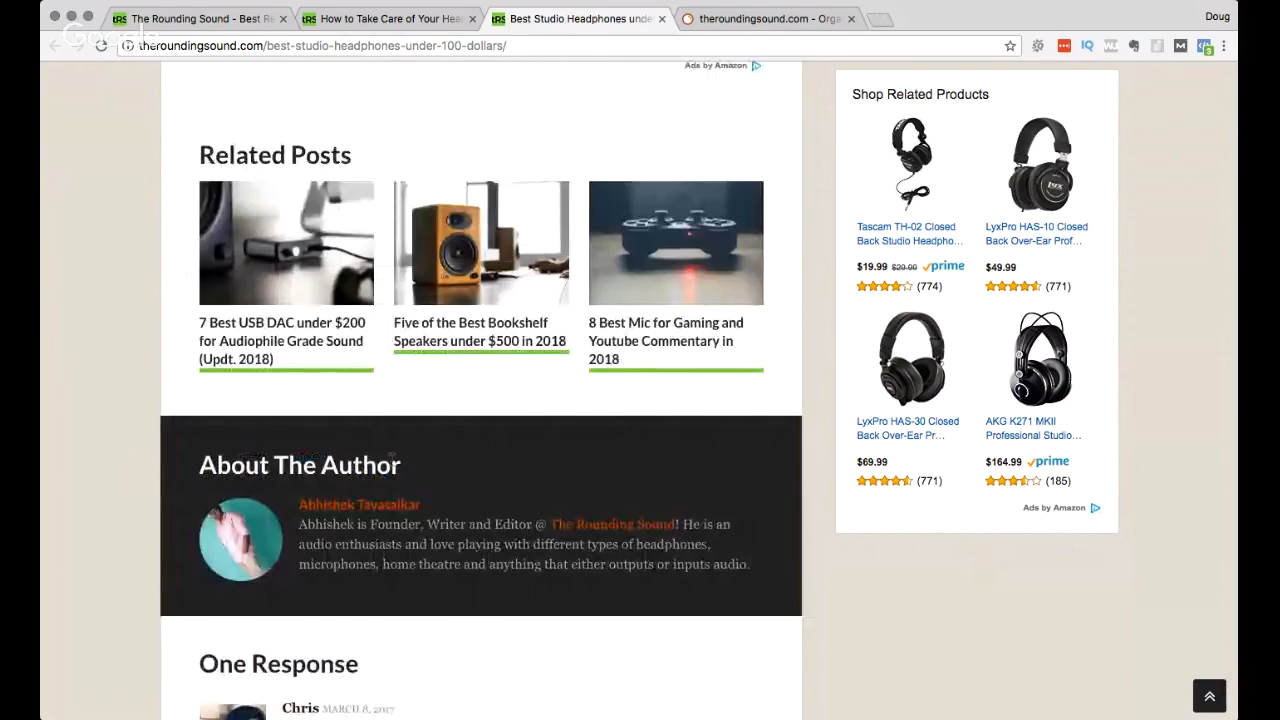 The Rounding Sound - Best Re
How to Take Care of Your Hea
Best Studio Headphones unde
theroundingsound.com - Orga
Doug
theroundingsound.com/best-studio-headphones-under-100-dollars/
Google
Ads by Amazon
Related Posts
7 Best USB DAC under $200
for Audiophile Grade Sound
(Updt. 2018)
Five of the Best Bookshelf
Speakers under $500 in 2018
8 Best Mic for Gaming and
Youtube Commentary in
2018
About The Author
Abhishek Tavasalkar
Abhishek is Founder, Writer and Editor @ The Rounding Sound! He is an
audio enthusiasts and love playing with different types of headphones,
microphones, home theatre and anything that either outputs or inputs audio.
One Response
Chris MARCH 8, 2017
Shop Related Products
Tascam TH-02 Closed
Back Studio Headpho...
$19.99 $29.99 prime
(774)
LyxPro HAS-10 Closed
Back Over-Ear Prof...
$49.99
(771)
LyxPro HAS-30 Closed
Back Over-Ear Pr...
$69.99
(771)
AKG K271 MKII
Professional Studio...
$164.99 prime
(185)
Ads by Amazon